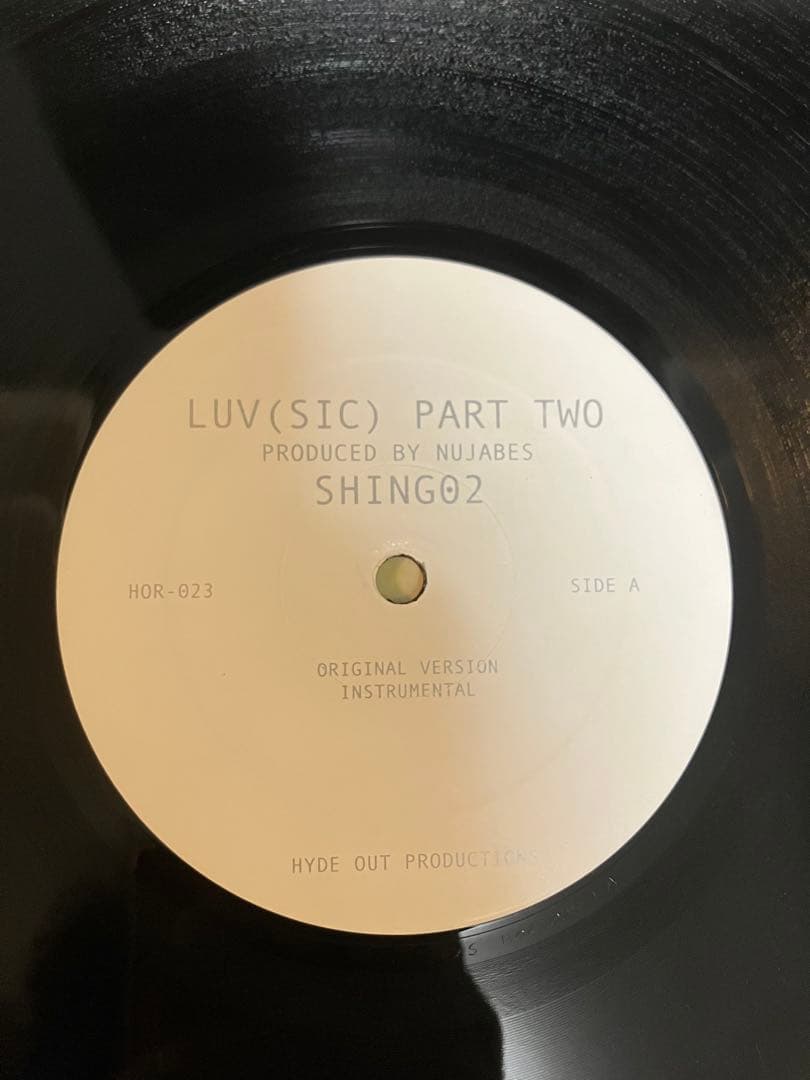 LUV(SIC) PART TWO
PRODUCED BY NUJABES
SHING02
HOR-023
SIDE A
ORIGINAL VERSION
INSTRUMENTAL
HYDE OUT PRODUCTIONS